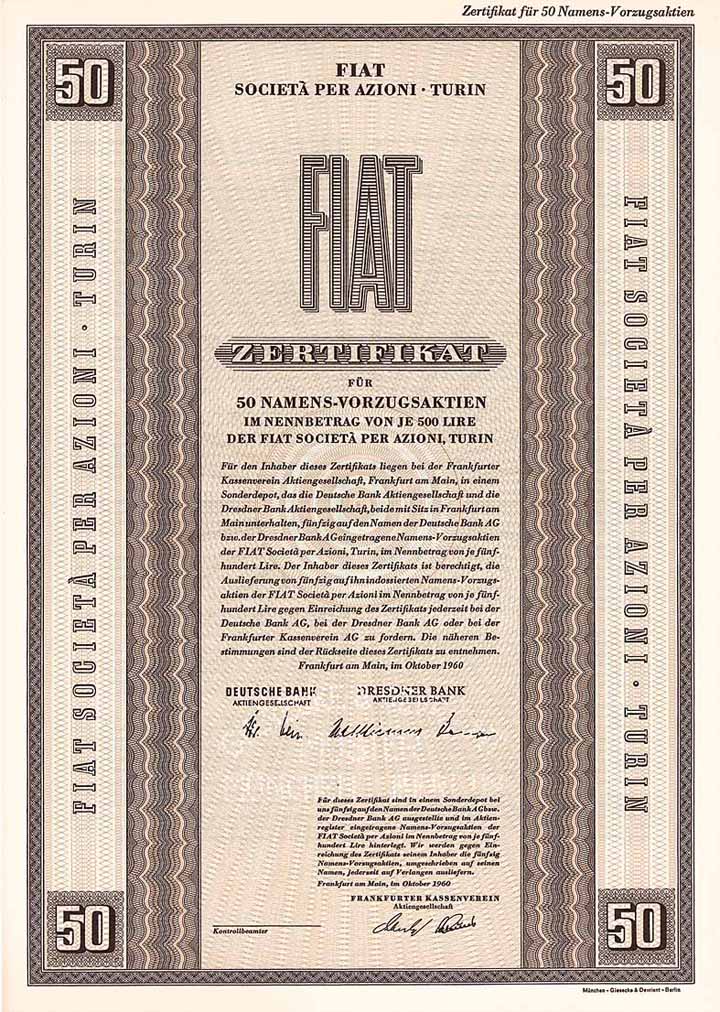 Zertifikat für 50 Namens-Vorzugsaktien
50
50
FIAT
SOCIETÀ PER AZIONI · TURIN
FIAT
ZERTIFIKAT
FÜR
50 NAMENS-VORZUGSAKTIEN
IM NENNBETRAG VON JE 500 LIRE
DER FIAT SOCIETÀ PER AZIONI, TURIN
Für den Inhaber dieses Zertifikats liegen bei der Frankfurter
Kassenverein Aktiengesellschaft, Frankfurt am Main, in einem
Sonderdepot, das die Deutsche Bank Aktiengesellschaft und die
Dresdner Bank Aktiengesellschaft, beide mit Sitz in Frankfurt am
Main unterhalten, fünfzig auf den Namen der Deutsche Bank AG
bzw. der Dresdner Bank AG eingetragene Namens-Vorzugsaktien
der FIAT Società per Azioni, Turin, im Nennbetrag von je fünf-
hundert Lire. Der Inhaber dieses Zertifikats ist berechtigt, die
Auslieferung von fünfzig auf ihn indossierten Namens-Vorzugs-
aktien der FIAT Società per Azioni im Nennbetrag von je fünf-
hundert Lire gegen Einreichung des Zertifikats jederzeit bei der
Deutsche Bank AG, bei der Dresdner Bank AG oder bei der
Frankfurter Kassenverein AG zu fordern. Die näheren Be-
stimmungen sind der Rückseite dieses Zertifikats zu entnehmen.
Frankfurt am Main, im Oktober 1960
DEUTSCHE BANK
AKTIENGESELLSCHAFT
DRESDNER BANK
AKTIENGESELLSCHAFT
Für dieses Zertifikat sind in einem Sonderdepot bei
uns fünfzig auf den Namen der Deutsche Bank AG bzw.
der Dresdner Bank AG ausgestellte und im Aktien-
register eingetragene Namens-Vorzugsaktien der
FIAT Società per Azioni im Nennbetrag von je fünf-
hundert Lire hinterlegt. Wir werden gegen Ein-
reichung des Zertifikats seinem Inhaber die fünfzig
Namens-Vorzugsaktien, umgeschrieben auf seinen
Namen, jederzeit auf Verlangen ausliefern.
Frankfurt am Main, im Oktober 1960
FRANKFURTER KASSENVEREIN
Aktiengesellschaft
Kontrollbeamter
FIAT SOCIETÀ PER AZIONI · TURIN
FIAT SOCIETÀ PER AZIONI · TURIN
50
50
München - Giesecke & Devrient - Berlin